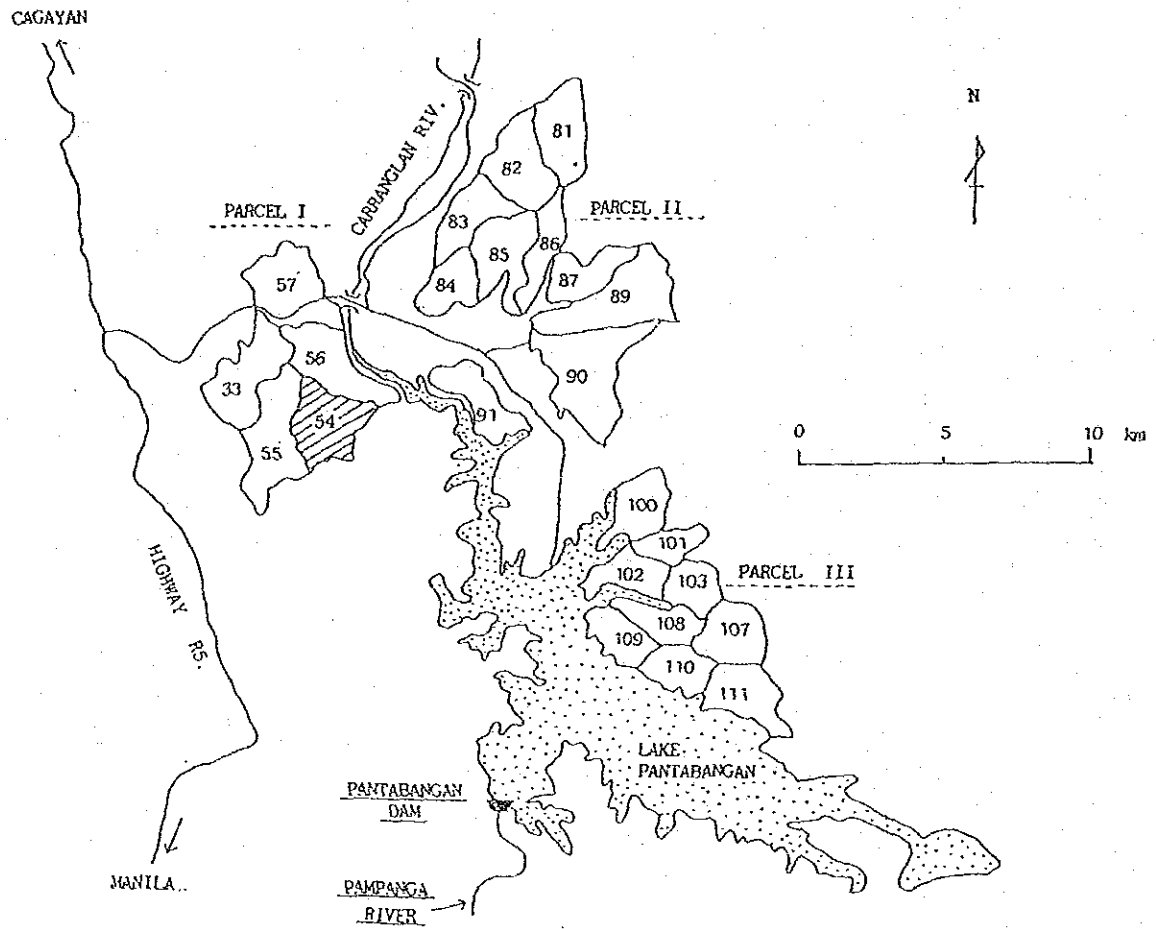 CAGAYAN
N
CARRANGLAN RIV.
81
82
PARCEL I
PARCEL II
83
86
85
57
84
87
89
56
33
90
54
91
55
0 5 10 km
100
101
102
103
PARCEL III
HIGHWAY R5.
108
107
109
110
111
LAKE
PANTABANGAN
PANTABANGAN
DAM
MANILA..
PAMPANGA
RIVER